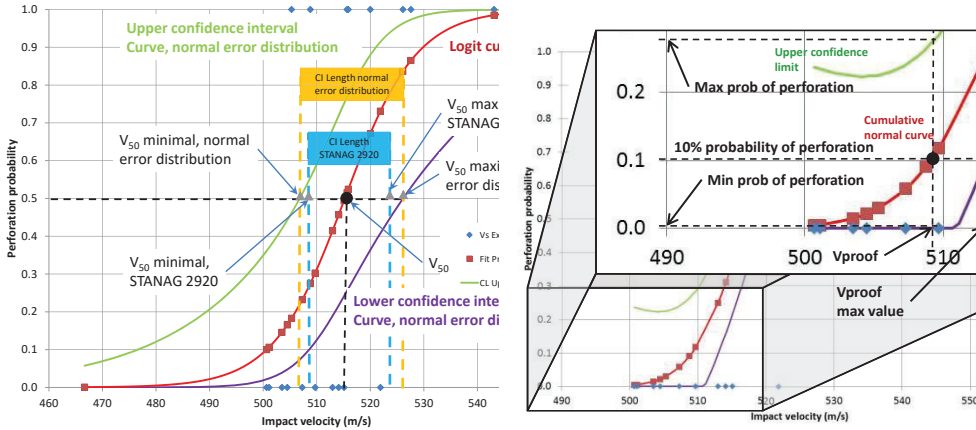 1.0
0.9
0.8
0.7
0.6
0.5
0.4
0.3
0.2
0.1
0.0
Perforation probability
460
470
480
490
500
510
520
530
540
Impact velocity (m/s)
Upper confidence interval
Curve, normal error distribution
Logit cu
CI Length normal
error distribution
CI Length
STANAG 2920
V50 max
STANAG
V50 minimal, normal
error distribution
V50 maxi
error dis
V50 minimal,
STANAG 2920
V50
Vs Ex
Fit Pr
CL Up
Lower confidence inte
Curve, normal error di
1.0
0.9
0.8
0.7
0.6
0.5
0.4
0.3
0.2
0.1
0.0
Perforation probability
490
500
510
520
530
540
550
Impact velocity (m/s)
Upper confidence
limit
Max prob of perforation
0.2
Cumulative
normal curve
10% probability of perforation
0.1
Min prob of perforation
0.0
490
500
510
Vproof
Vproof
max value